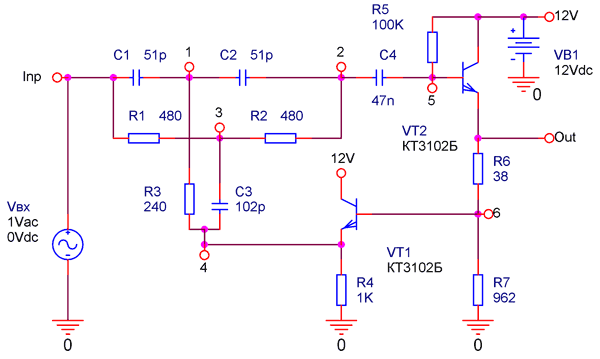 R5
100K
12V
C1 51p
1
C2 51p
2
C4
47n
5
VB1
12Vdc
0
Inp
R1 480
3
R2 480
VT2
КТ3102Б
Out
R6
38
12V
R3
240
C3
102p
Vвх
1Vac
0Vdc
6
4
VT1
КТ3102Б
R4
1K
R7
962
0
0
0